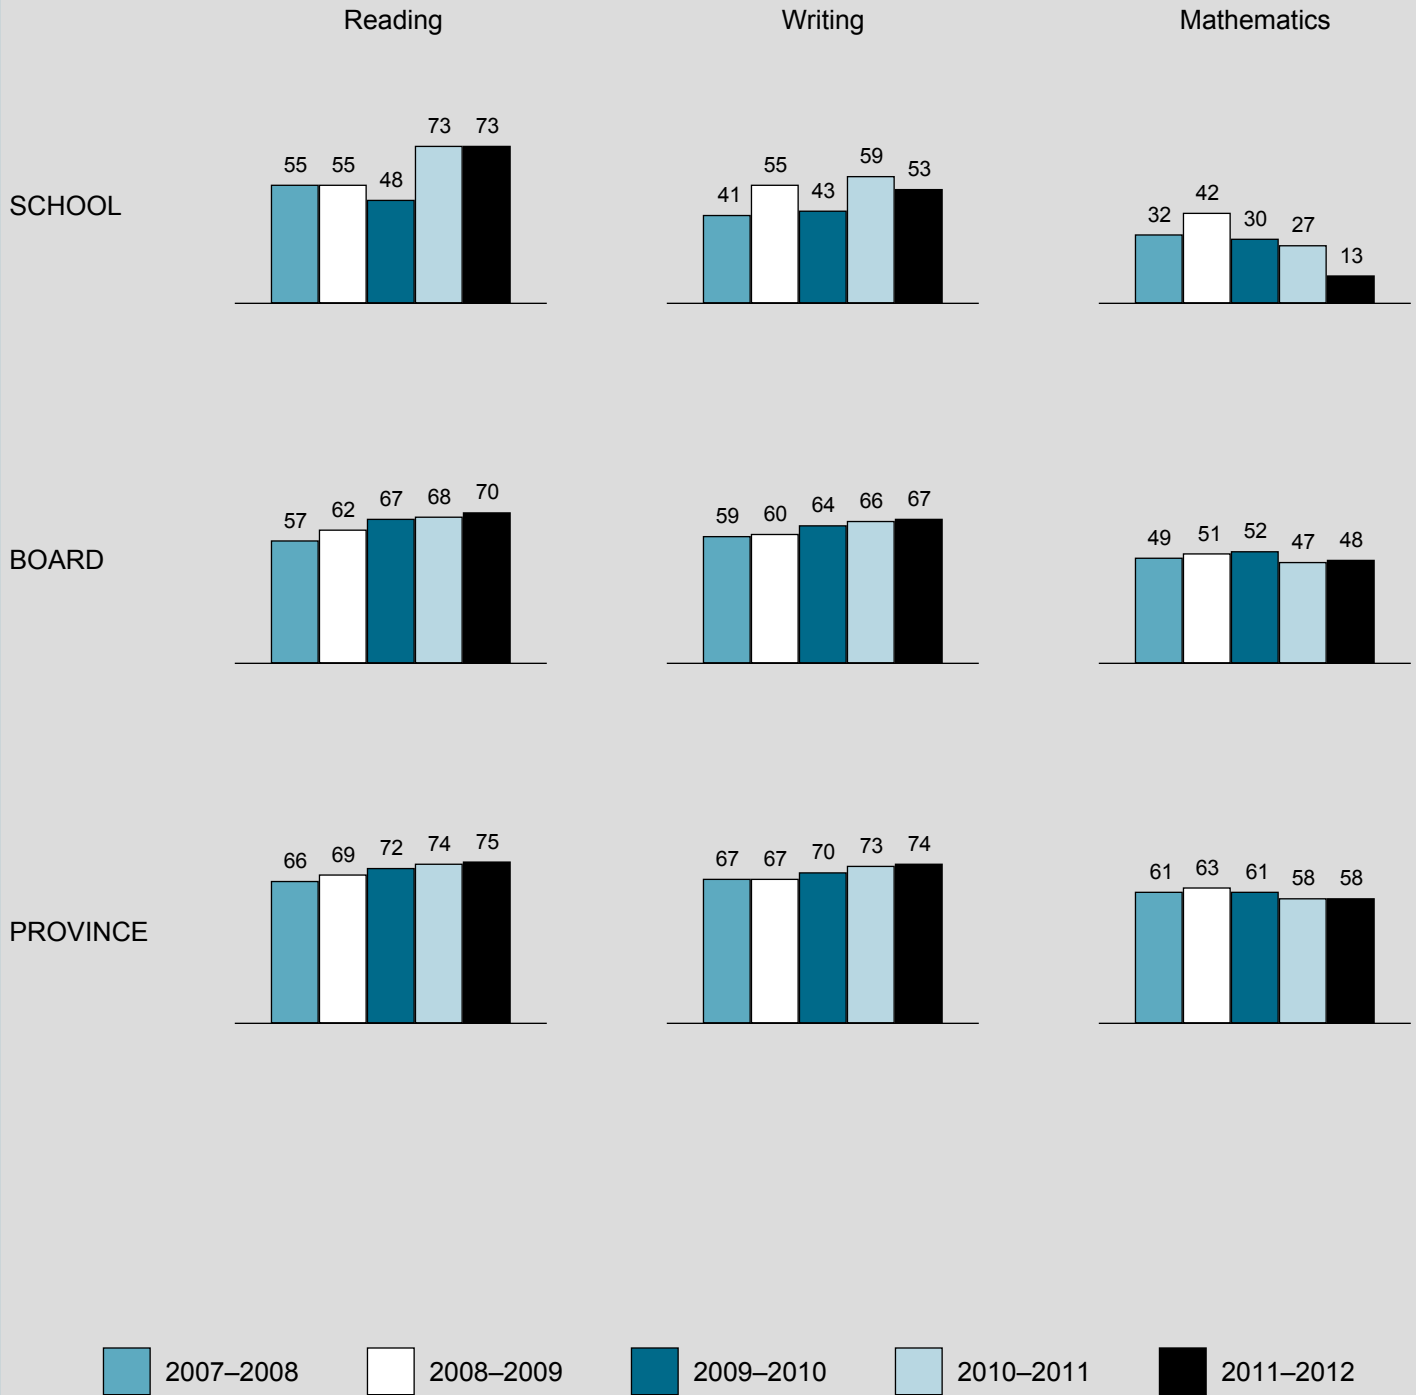 Reading Writing Mathematics
SCHOOL
55 55 48 73 73
41 55 43 59 53
32 42 30 27 13
BOARD
57 62 67 68 70
59 60 64 66 67
49 51 52 47 48
PROVINCE
66 69 72 74 75
67 67 70 73 74
61 63 61 58 58
2007–2008 2008–2009 2009–2010 2010–2011 2011–2012